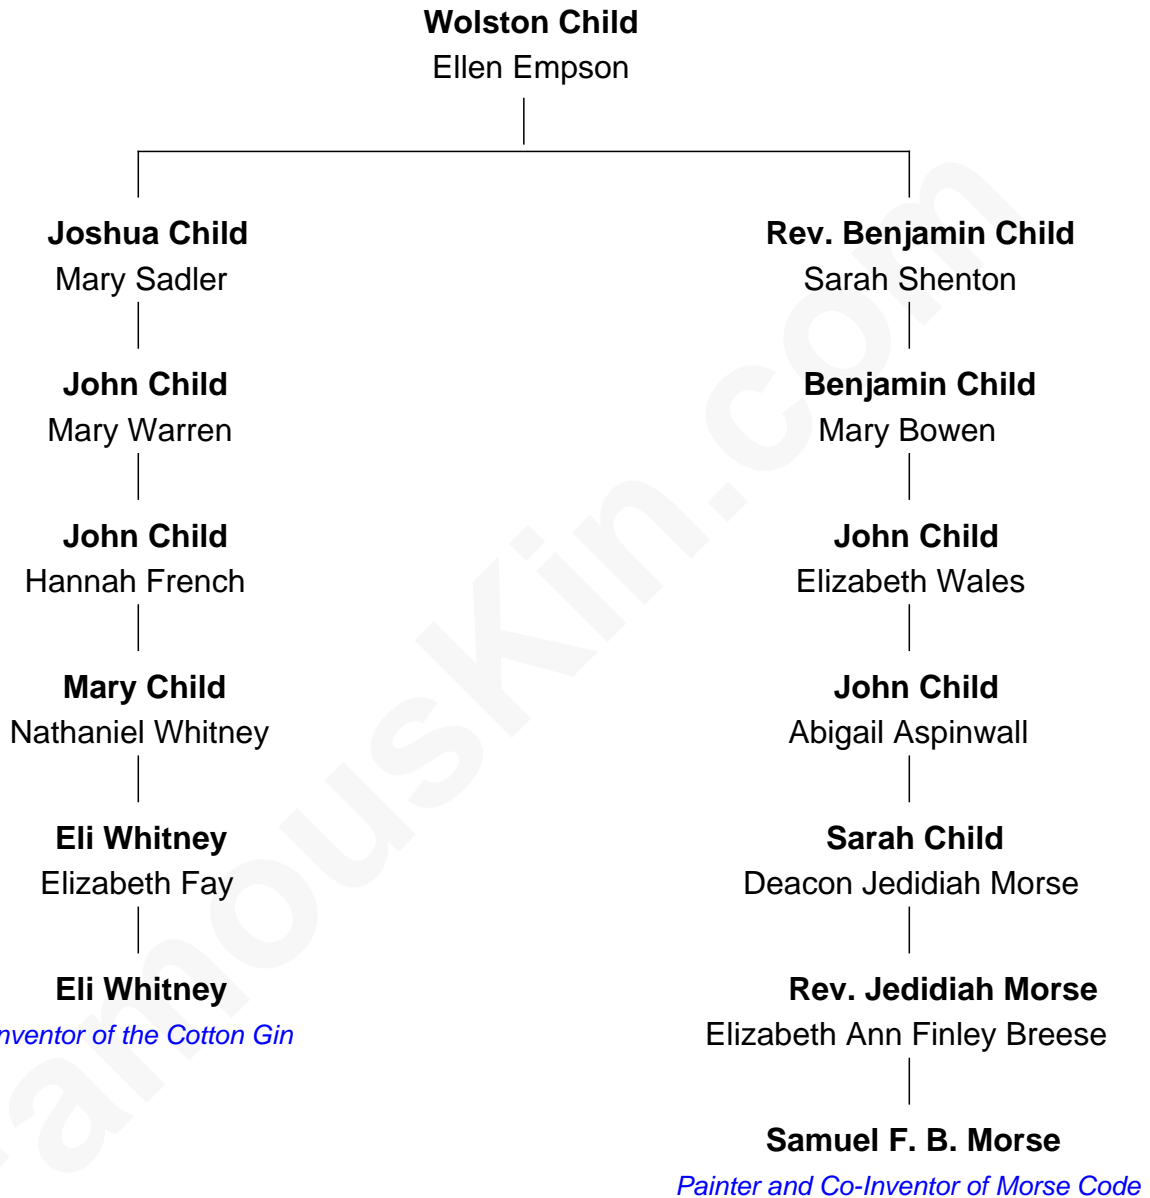 Wolston Child
Ellen Empson
Joshua Child
Mary Sadler
Rev. Benjamin Child
Sarah Shenton
John Child
Mary Warren
Benjamin Child
Mary Bowen
John Child
Hannah French
John Child
Elizabeth Wales
Mary Child
Nathaniel Whitney
John Child
Abigail Aspinwall
Eli Whitney
Elizabeth Fay
Sarah Child
Deacon Jedidiah Morse
Eli Whitney
nventor of the Cotton Gin
Rev. Jedidiah Morse
Elizabeth Ann Finley Breese
Samuel F. B. Morse
Painter and Co-Inventor of Morse Code
amousKin.com